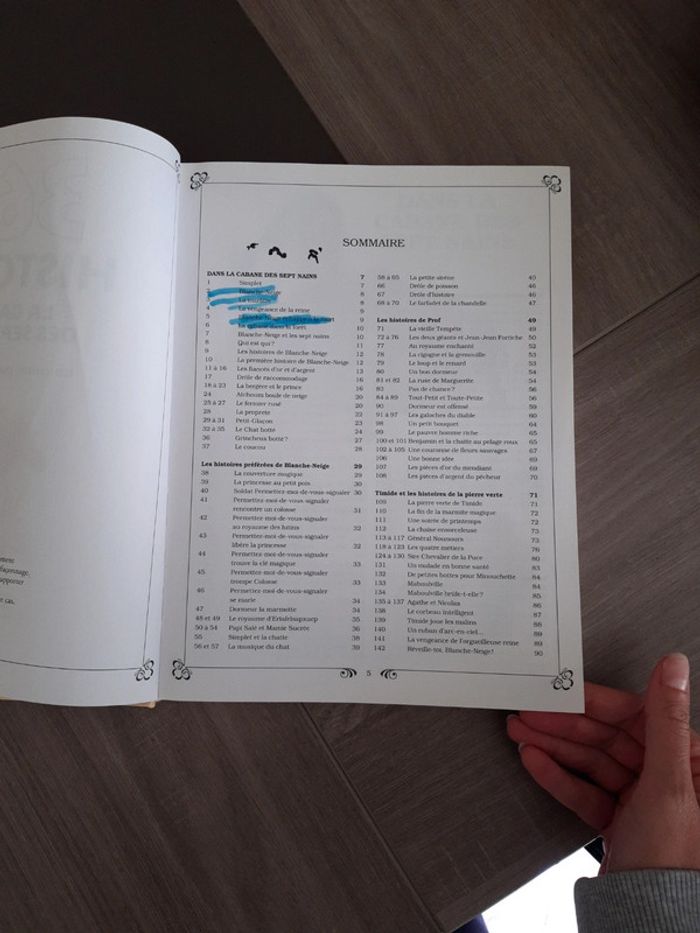 SOMMAIRE
DANS LA CABANE DES SEPT NAINS 7
1 Simplet 7
2 Blanche-Neige 8
8
4 La vengeance de la reine 9
5 Blanche-Neige 9
6 La cabane dans la forêt 10
7 Blanche-Neige et les sept nains 11
8 Qui est qui? 12
9 Les histoires de Blanche-Neige 12
10 La première histoire de Blanche-Neige 12
11 à 16 Les fiancés d'or et d'argent 13
17 Drôle de raccommodage 16
18 à 23 La bergère et le prince 16
24 Atchoum boule de neige 20
25 à 27 Le fermier rusé 20
28 La propreté 22
29 à 31 Petit-Glaçon 23
32 à 35 Le Chat botté 24
36 Grincheux botté? 27
37 Le coucou 28
Les histoires préférées de Blanche-Neige 29
38 La couverture magique 29
39 La princesse au petit pois 30
40 Soldat Permettez-moi-de-vous-signaler 30
41 Permettez-moi-de-vous-signaler
rencontre un colosse 31
42 Permettez-moi-de-vous-signaler
au royaume des lutins 32
43 Permettez-moi-de-vous-signaler
libère la princesse 32
44 Permettez-moi-de-vous-signaler
trouve la clé magique 33
45 Permettez-moi-de-vous-signaler
trompe Colosse 33
46 Permettez-moi-de-vous-signaler
se marie 34
47 Dormeur la marmotte 34
48 et 49 Le royaume 35
50 à 54 Papi Salé et Mamie Sucrée 36
55 Simplet et la chatte 38
56 et 57 La musique du chat 39
58 à 65 La petite sirène 40
66 Drôle de poisson 46
67 Drôle d'histoire 46
68 à 70 Le farfadet de la chandelle 47
Les histoires de Prof 49
71 La vieille Tempête 49
72 à 76 Les deux géants et Jean-Jean Fortiche 50
77 Au royaume enchanté 52
78 La cigogne et la grenouille 53
79 Le loup et le renard 53
80 Un bon dormeur 54
81 et 82 La ruse de Marguerite 54
83 Pas de chance? 56
84 à 89 Tout-Petit et Toute-Petite 56
90 Dormeur est offensé 59
91 à 97 Les galoches du diable 60
98 Un petit bouquet 64
99 Le pauvre homme riche 65
100 et 101 Benjamin et la chatte au pelage roux 65
102 à 105 Une couronne de fleurs sauvages 67
106 Une bonne idée 69
107 Les pièces d'or du mendiant 69
108 Les pièces d'argent du pêcheur 70
Timide et les histoires de la pierre verte 71
109 La pierre verte de Timide 71
110 La fin de la marmite magique 72
111 Une soirée de printemps 72
112 La chaise ensorceleuse 73
113 à 117 Général Nounours 73
118 à 123 Les quatre métiers 76
124 à 130 Sire Chevalier de la Puce 80
131 Un malade en bonne santé 83
132 De petites bottes pour Minouchette 84
133 Maboulville 84
134 Maboulville brûle-t-elle? 85
135 à 137 Agathe et Nicolas 86
138 Le corbeau intelligent 87
139 Timide joue les malins 88
140 Un ruban d'arc-en-ciel... 88
141 La vengeance de l'orgueilleuse reine 89
142 Réveille-toi, Blanche-Neige! 90
5